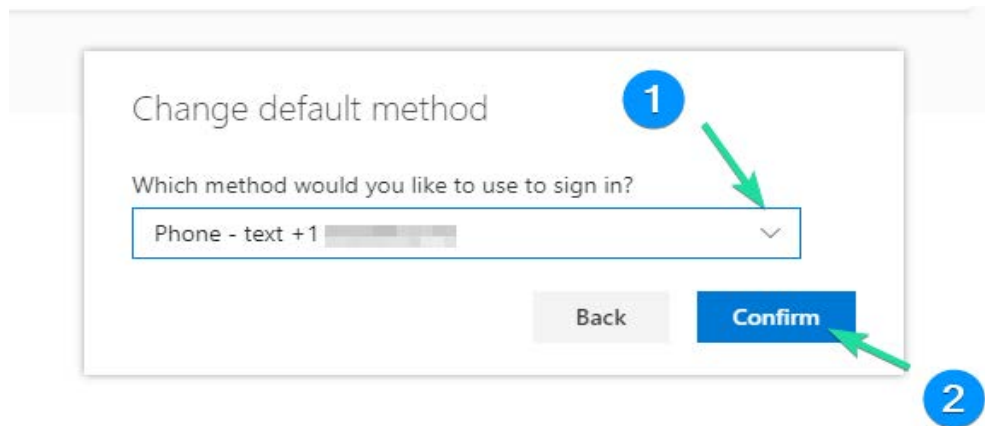 Change default method
1
Which method would you like to use to sign in?
Phone - text +1
Back
Confirm
2